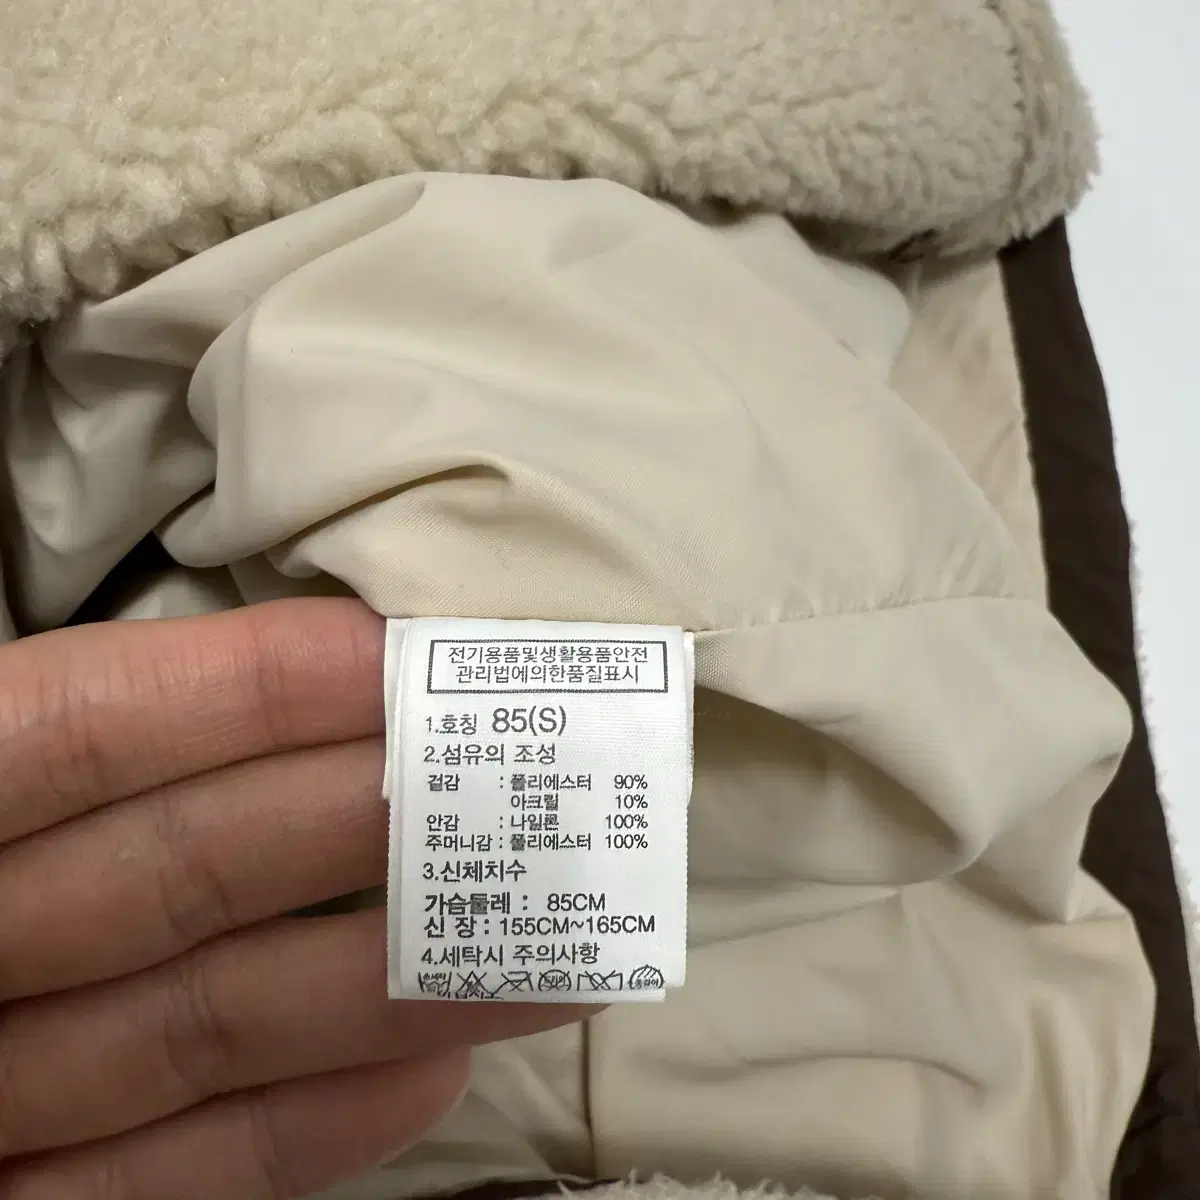 전기용품및생활용품안전
관리법에의한품질표시
1.호칭 85(S)
2.섬유의 조성
겉감 : 폴리에스터 90%
아크릴 10%
안감 : 나일론 100%
주머니감 : 폴리에스터 100%
3.신체치수
가슴둘레 : 85CM
신 장 : 155CM~165CM
4.세탁시 주의사항